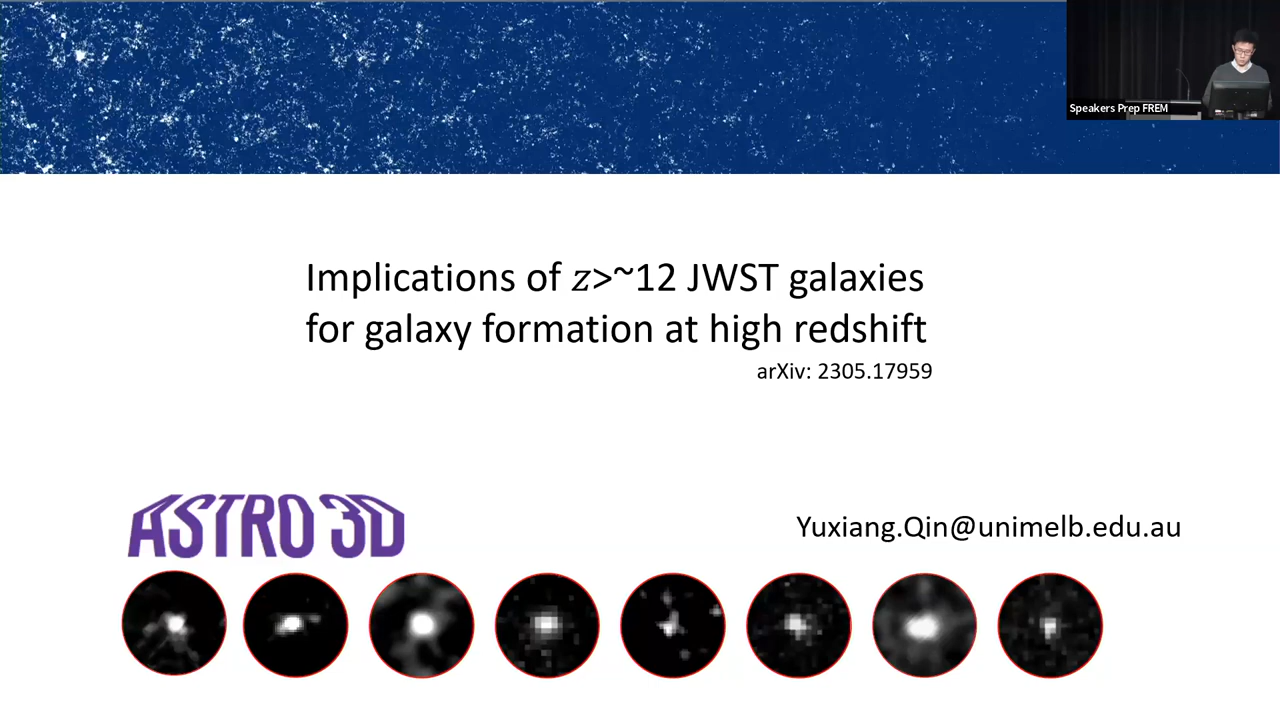 Speakers Prep FREM
Implications of z>~12 JWST galaxies
for galaxy formation at high redshift
arXiv: 2305.17959
ASTRO 3D
Yuxiang.Qin@unimelb.edu.au